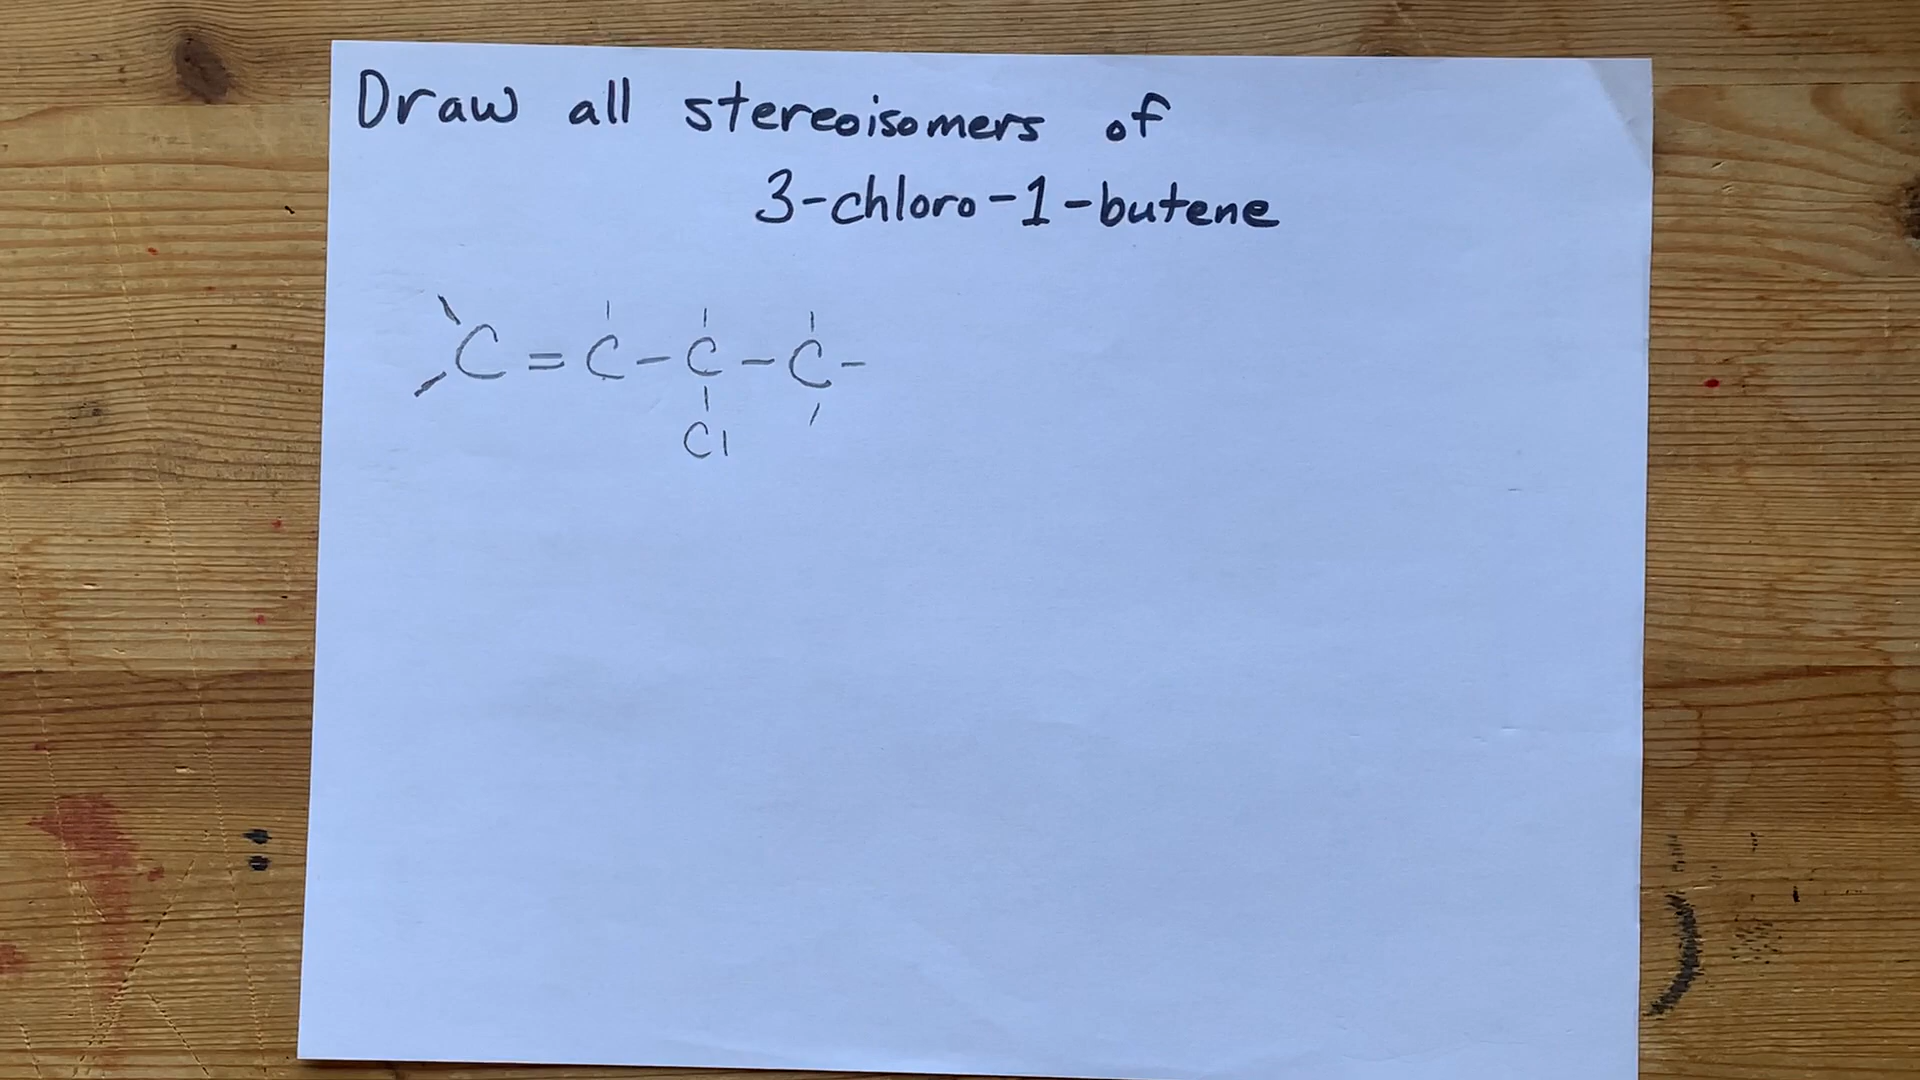 Draw all stereoisomers of
3-chloro-1-butene
C=C-C-C-
Cl